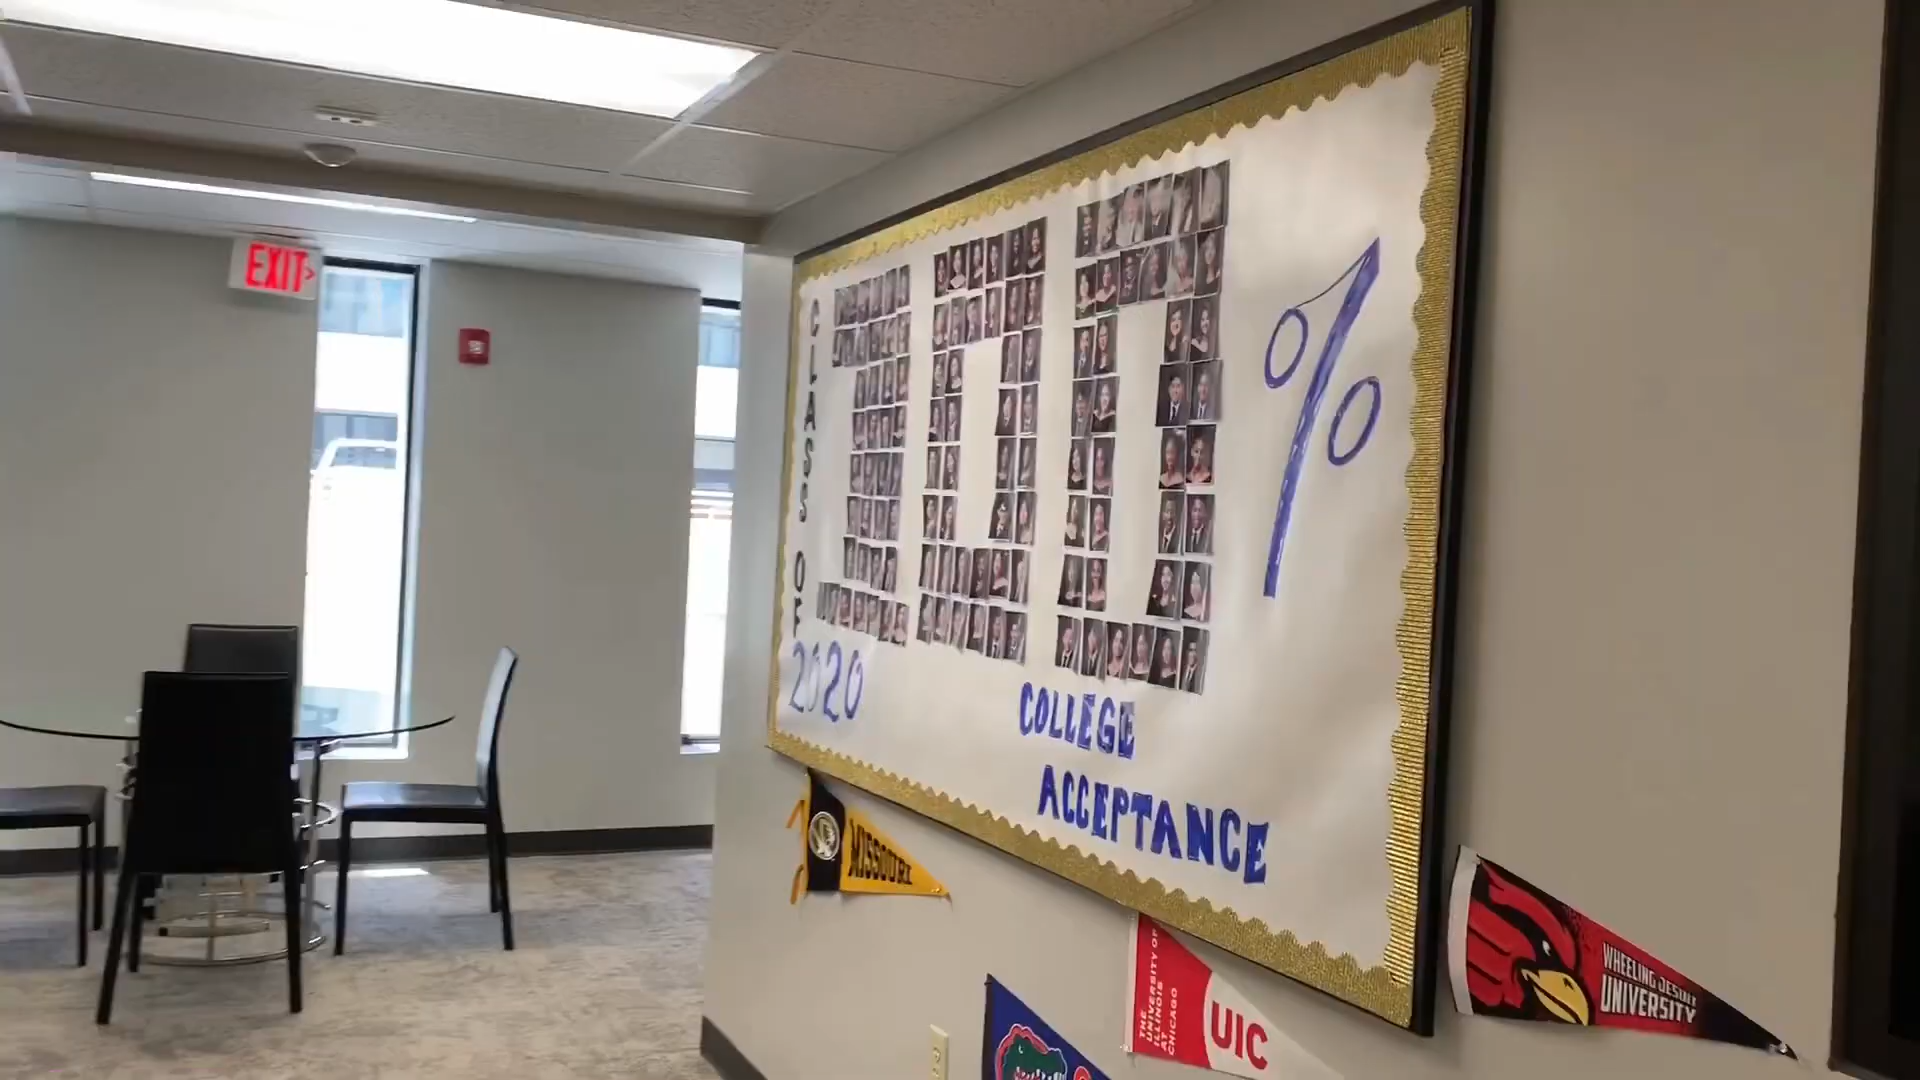 EXIT
CLASS OF
2020
100%
COLLEGE
ACCEPTANCE
MISSOURI
THE
UNIVERSITY OF
ILLINOIS
AT
CHICAGO
UIC
WHEELING JESUIT
UNIVERSITY